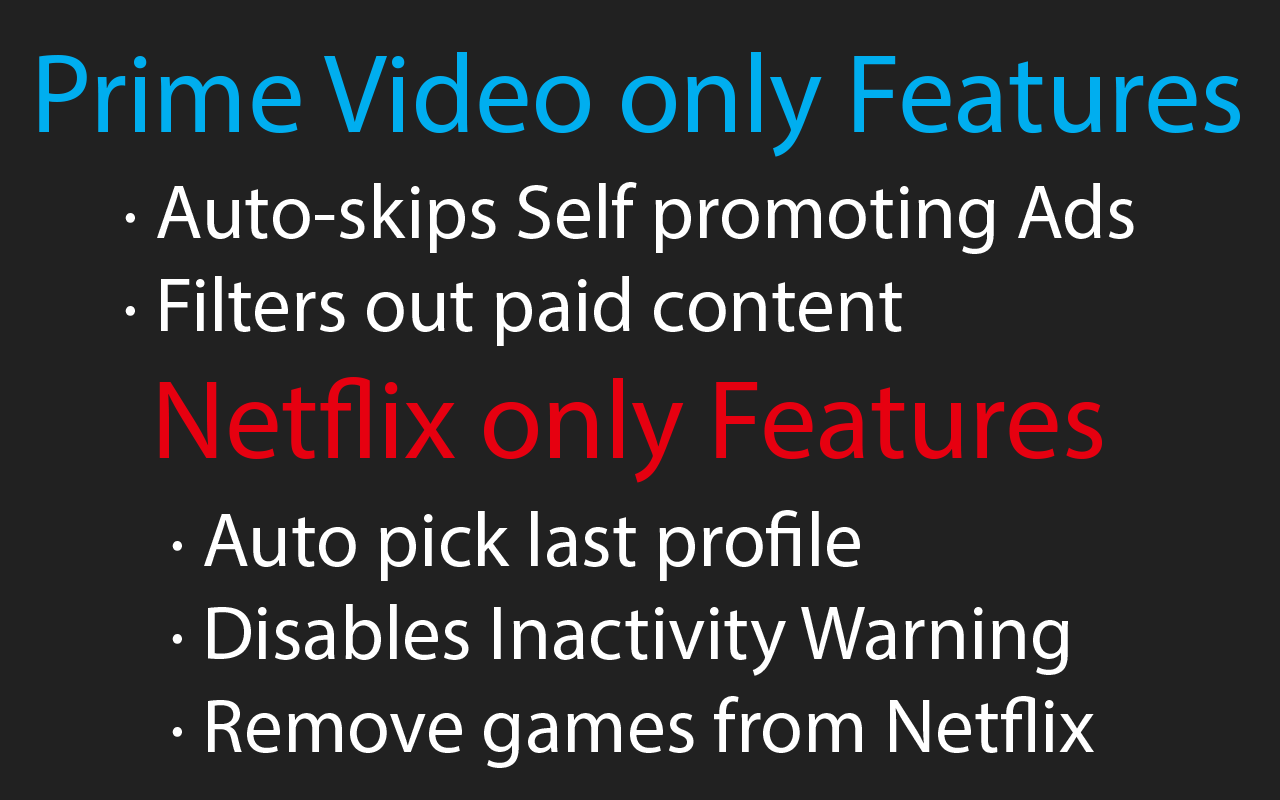 Prime Video only Features
· Auto-skips Self promoting Ads
· Filters out paid content
Netflix only Features
· Auto pick last profile
· Disables Inactivity Warning
· Remove games from Netflix